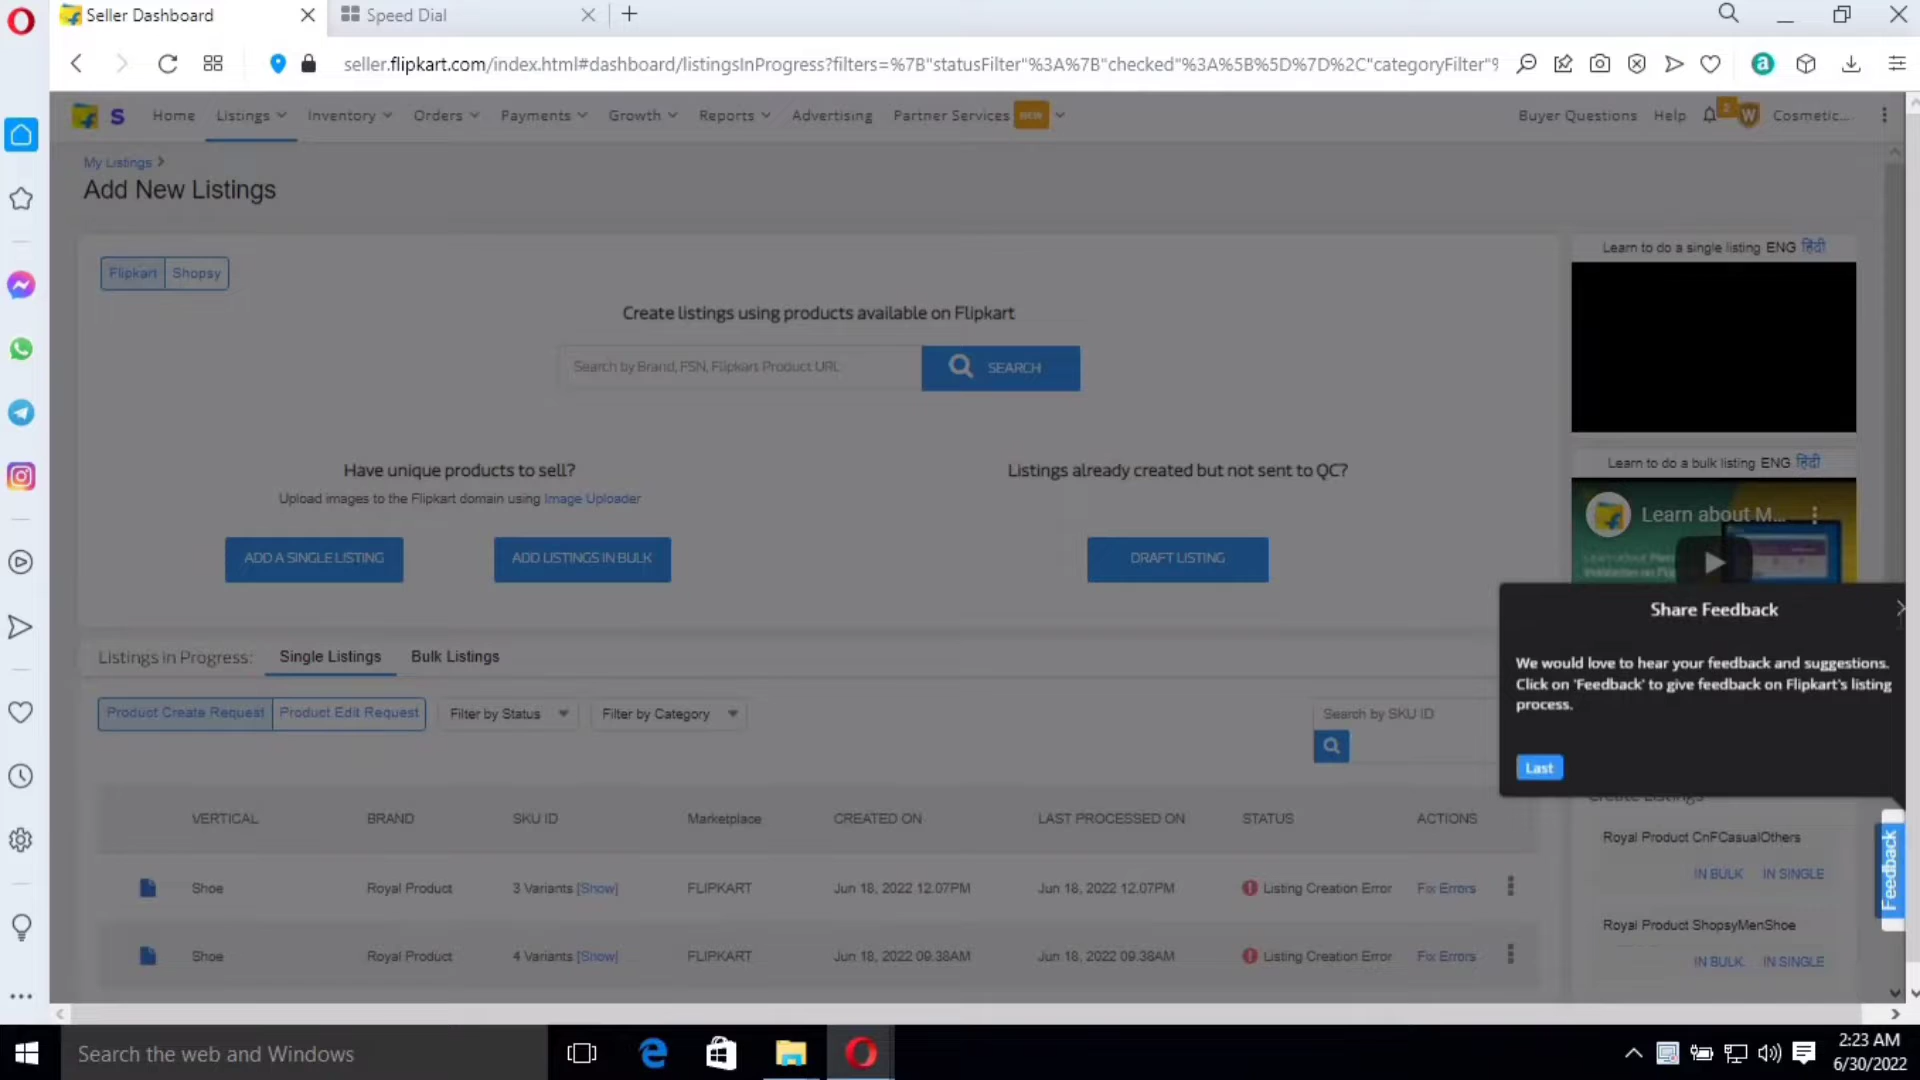 Seller Dashboard
Speed Dial
seller.flipkart.com/index.html#dashboard/listingsInProgress?filters=%7B"statusFilter"%3A%7B"checked"%3A%5B%5D%7D%2C"categoryFilter"%
S Home Listings Inventory Orders Payments Growth Reports Advertising Partner Services NEW
Buyer Questions Help 2 W Cosmetic...
My Listings
Add New Listings
Flipkart Shopsy
Create listings using products available on Flipkart
Search by Brand, FSN, Flipkart Product URL
SEARCH
Have unique products to sell?
Upload images to the Flipkart domain using Image Uploader
ADD A SINGLE LISTING
ADD LISTINGS IN BULK
Listings already created but not sent to QC?
DRAFT LISTING
Learn to do a single listing ENG हिंदी
Learn to do a bulk listing ENG हिंदी
Learn about M...
Share Feedback
We would love to hear your feedback and suggestions.
Click on 'Feedback' to give feedback on Flipkart's listing
process.
Last
Listings in Progress: Single Listings Bulk Listings
Product Create Request Product Edit Request Filter by Status Filter by Category
Search by SKU ID
VERTICAL BRAND SKU ID Marketplace CREATED ON LAST PROCESSED ON STATUS ACTIONS
Shoe Royal Product 3 Variants [Show] FLIPKART Jun 18, 2022 12.07PM Jun 18, 2022 12.07PM Listing Creation Error Fix Errors
Shoe Royal Product 4 Variants [Show] FLIPKART Jun 18, 2022 09.38AM Jun 18, 2022 09.38AM Listing Creation Error Fix Errors
Create Listings
Royal Product CnFCasualOthers
IN BULK IN SINGLE
Royal Product ShopsyMenShoe
IN BULK IN SINGLE
Feedback
Search the web and Windows
2:23 AM
6/30/2022